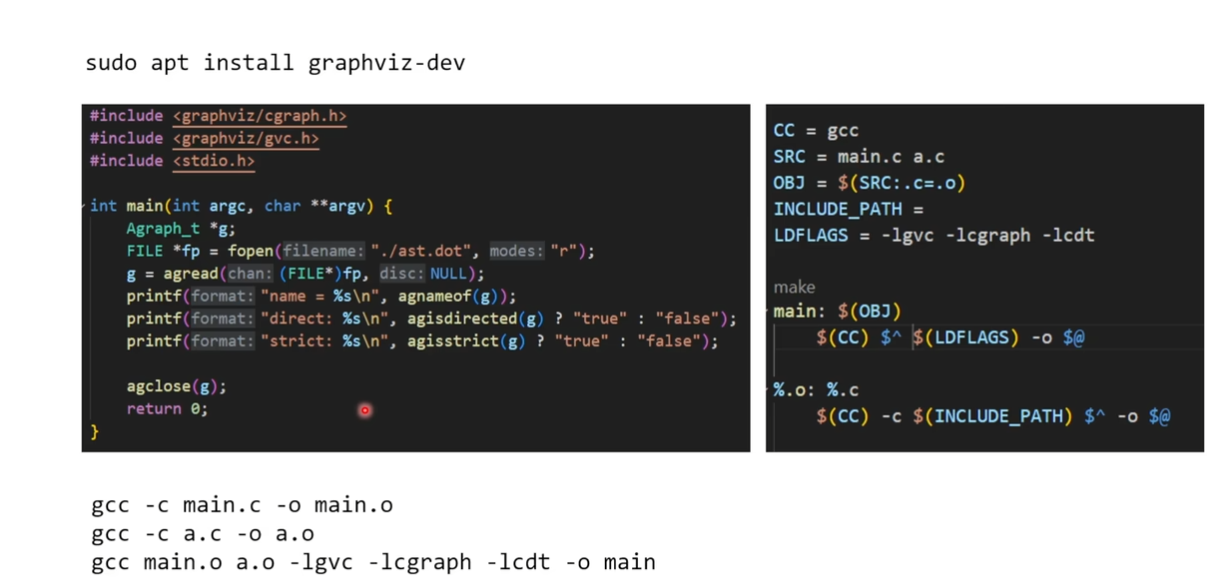 sudo apt install graphviz-dev
#include <graphviz/cgraph.h>
#include <graphviz/gvc.h>
#include <stdio.h>
int main(int argc, char **argv) {
Agraph_t *g;
FILE *fp = fopen(filename: "./ast.dot", modes: "r");
g = agread(chan: (FILE*)fp, disc: NULL);
printf(format: "name = %s\n", agnameof(g));
printf(format: "direct: %s\n", agisdirected(g) ? "true" : "false");
printf(format: "strict: %s\n", agisstrict(g) ? "true" : "false");
agclose(g);
return 0;
}
CC = gcc
SRC = main.c a.c
OBJ = $(SRC:.c=.o)
INCLUDE_PATH =
LDFLAGS = -lgvc -lcgraph -lcdt
make
main: $(OBJ)
$(CC) $^ $(LDFLAGS) -o $@
%.o: %.c
$(CC) -c $(INCLUDE_PATH) $^ -o $@
gcc -c main.c -o main.o
gcc -c a.c -o a.o
gcc main.o a.o -lgvc -lcgraph -lcdt -o main